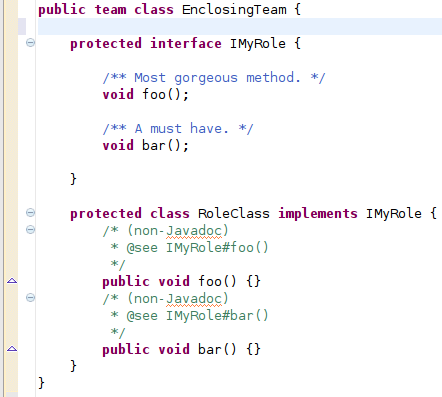 public team class EnclosingTeam {
protected interface IMyRole {
/** Most gorgeous method. */
void foo();
/** A must have. */
void bar();
}
protected class RoleClass implements IMyRole {
/* (non-Javadoc)
* @see IMyRole#foo()
*/
public void foo() {}
/* (non-Javadoc)
* @see IMyRole#bar()
*/
public void bar() {}
}
}